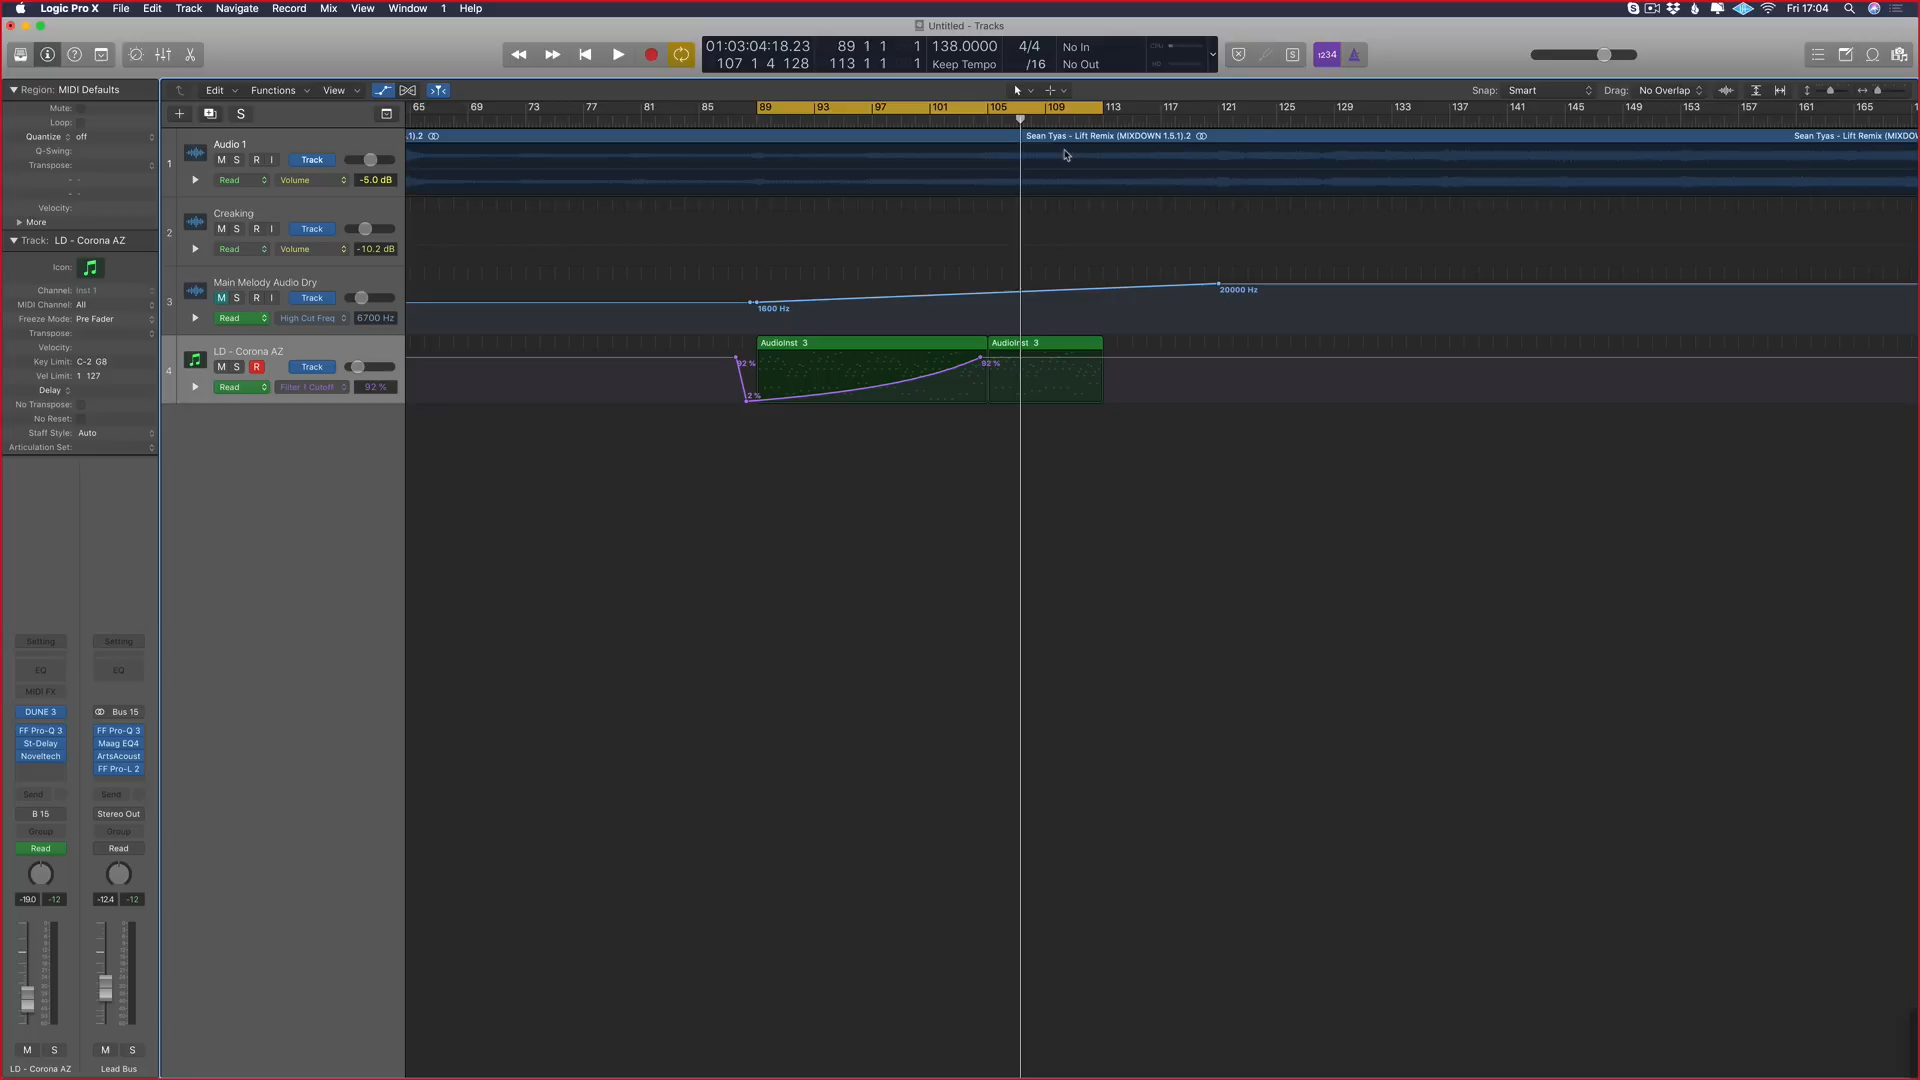 Logic Pro X File Edit Track Navigate Record Mix View Window 1 Help
Fri 17:04
Untitled - Tracks
01:03:04:18.23 89 1 1 1 138.0000 4/4 No In CPU
107 1 4 128 113 1 1 1 Keep Tempo /16 No Out HD
1234
Region: MIDI Defaults
Edit Functions View
Snap: Smart Drag: No Overlap
65 69 73 77 81 85 89 93 97 101 105 109 113 117 121 125 129 133 137 141 145 149 153 157 161 165
Mute:
Loop:
Quantize off
Q-Swing:
Transpose:
Velocity:
More
Track: LD - Corona AZ
Icon:
Channel: Inst 1
MIDI Channel: All
Freeze Mode: Pre Fader
Transpose:
Velocity:
Key Limit: C-2 G8
Vel Limit: 1 127
Delay
No Transpose:
No Reset:
Staff Style: Auto
Articulation Set:
S
1 Audio 1
M S R I Track
Read Volume -5.0 dB
.1).2
Sean Tyas - Lift Remix (MIXDOWN 1.5.1).2
Sean Tyas - Lift Remix (MIXDOW
2 Creaking
M S R I Track
Read Volume -10.2 dB
3 Main Melody Audio Dry
M S R I Track
Read High Cut Freq 6700 Hz
1600 Hz
20000 Hz
4 LD - Corona AZ
M S R Track
Read Filter 1 Cutoff 92 %
AudioInst 3
AudioInst 3
92 %
2 %
92 %
Setting Setting
EQ EQ
MIDI FX
DUNE 3 Bus 15
FF Pro-Q 3 FF Pro-Q 3
St-Delay Maag EQ4
Noveltech ArtsAcoust
FF Pro-L 2
Send Send
B 15 Stereo Out
Group Group
Read Read
-19.0 -12 -12.4 -12
M S M S
LD - Corona AZ Lead Bus